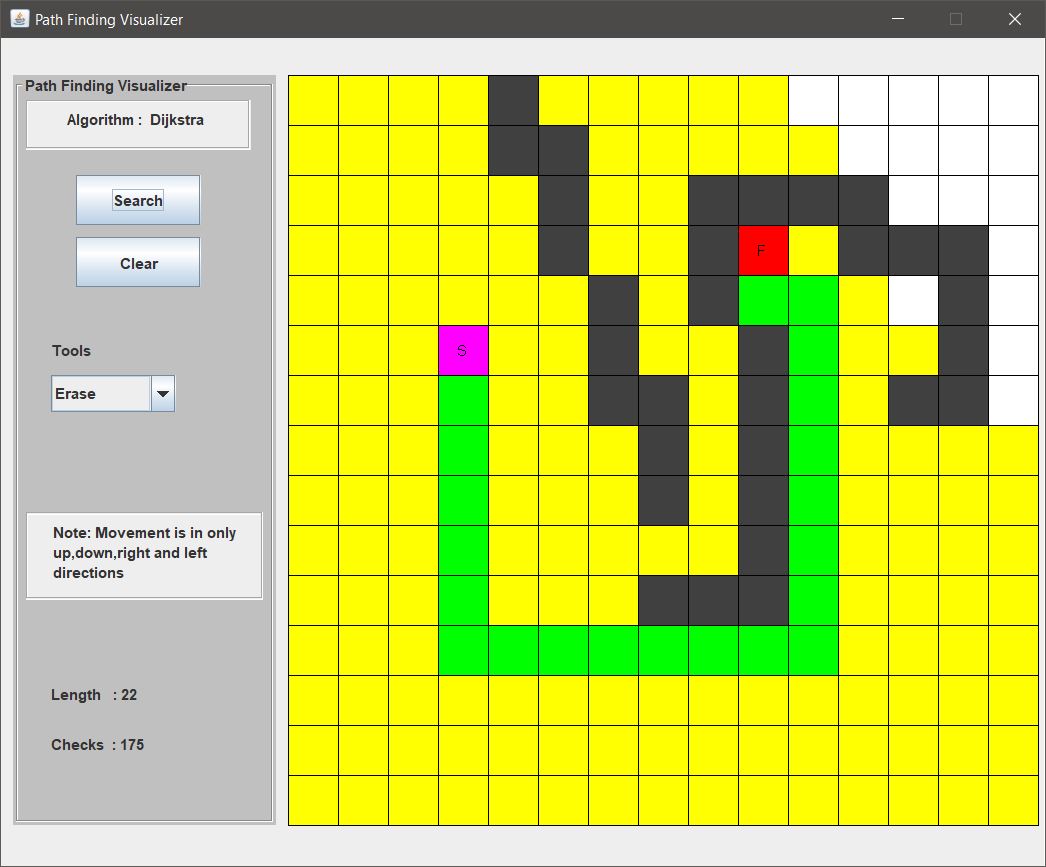 Path Finding Visualizer
Path Finding Visualizer
Algorithm :  Dijkstra
Search
Clear
F
S
Tools
Erase
Note: Movement is in only
up,down,right and left
directions
Length   : 22
Checks  : 175